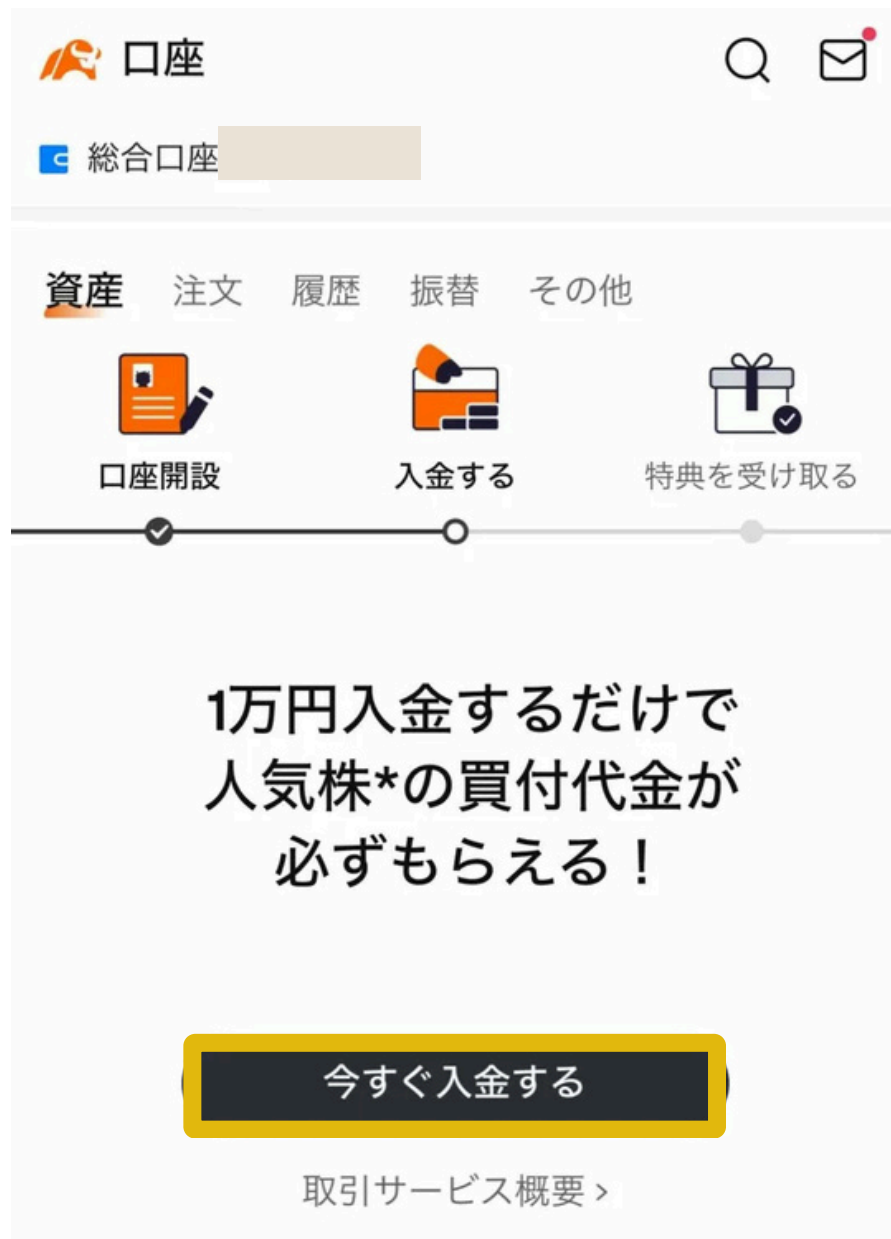 口座
総合口座
資産 注文 履歴 振替 その他
口座開設 入金する 特典を受け取る
1万円入金するだけで
人気株*の買付代金が
必ずもらえる！
今すぐ入金する
取引サービス概要 >